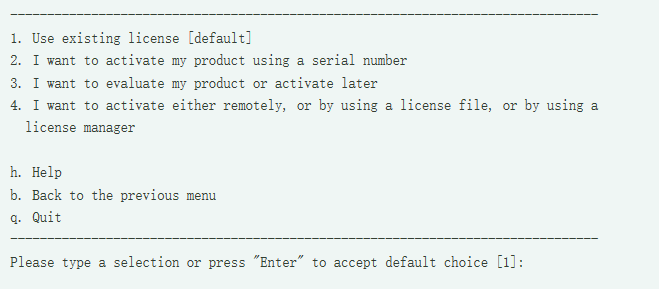 1. Use existing license [default]
2. I want to activate my product using a serial number
3. I want to evaluate my product or activate later
4. I want to activate either remotely, or by using a license file, or by using a
license manager
h. Help
b. Back to the previous menu
q. Quit
Please type a selection or press "Enter" to accept default choice [1]: